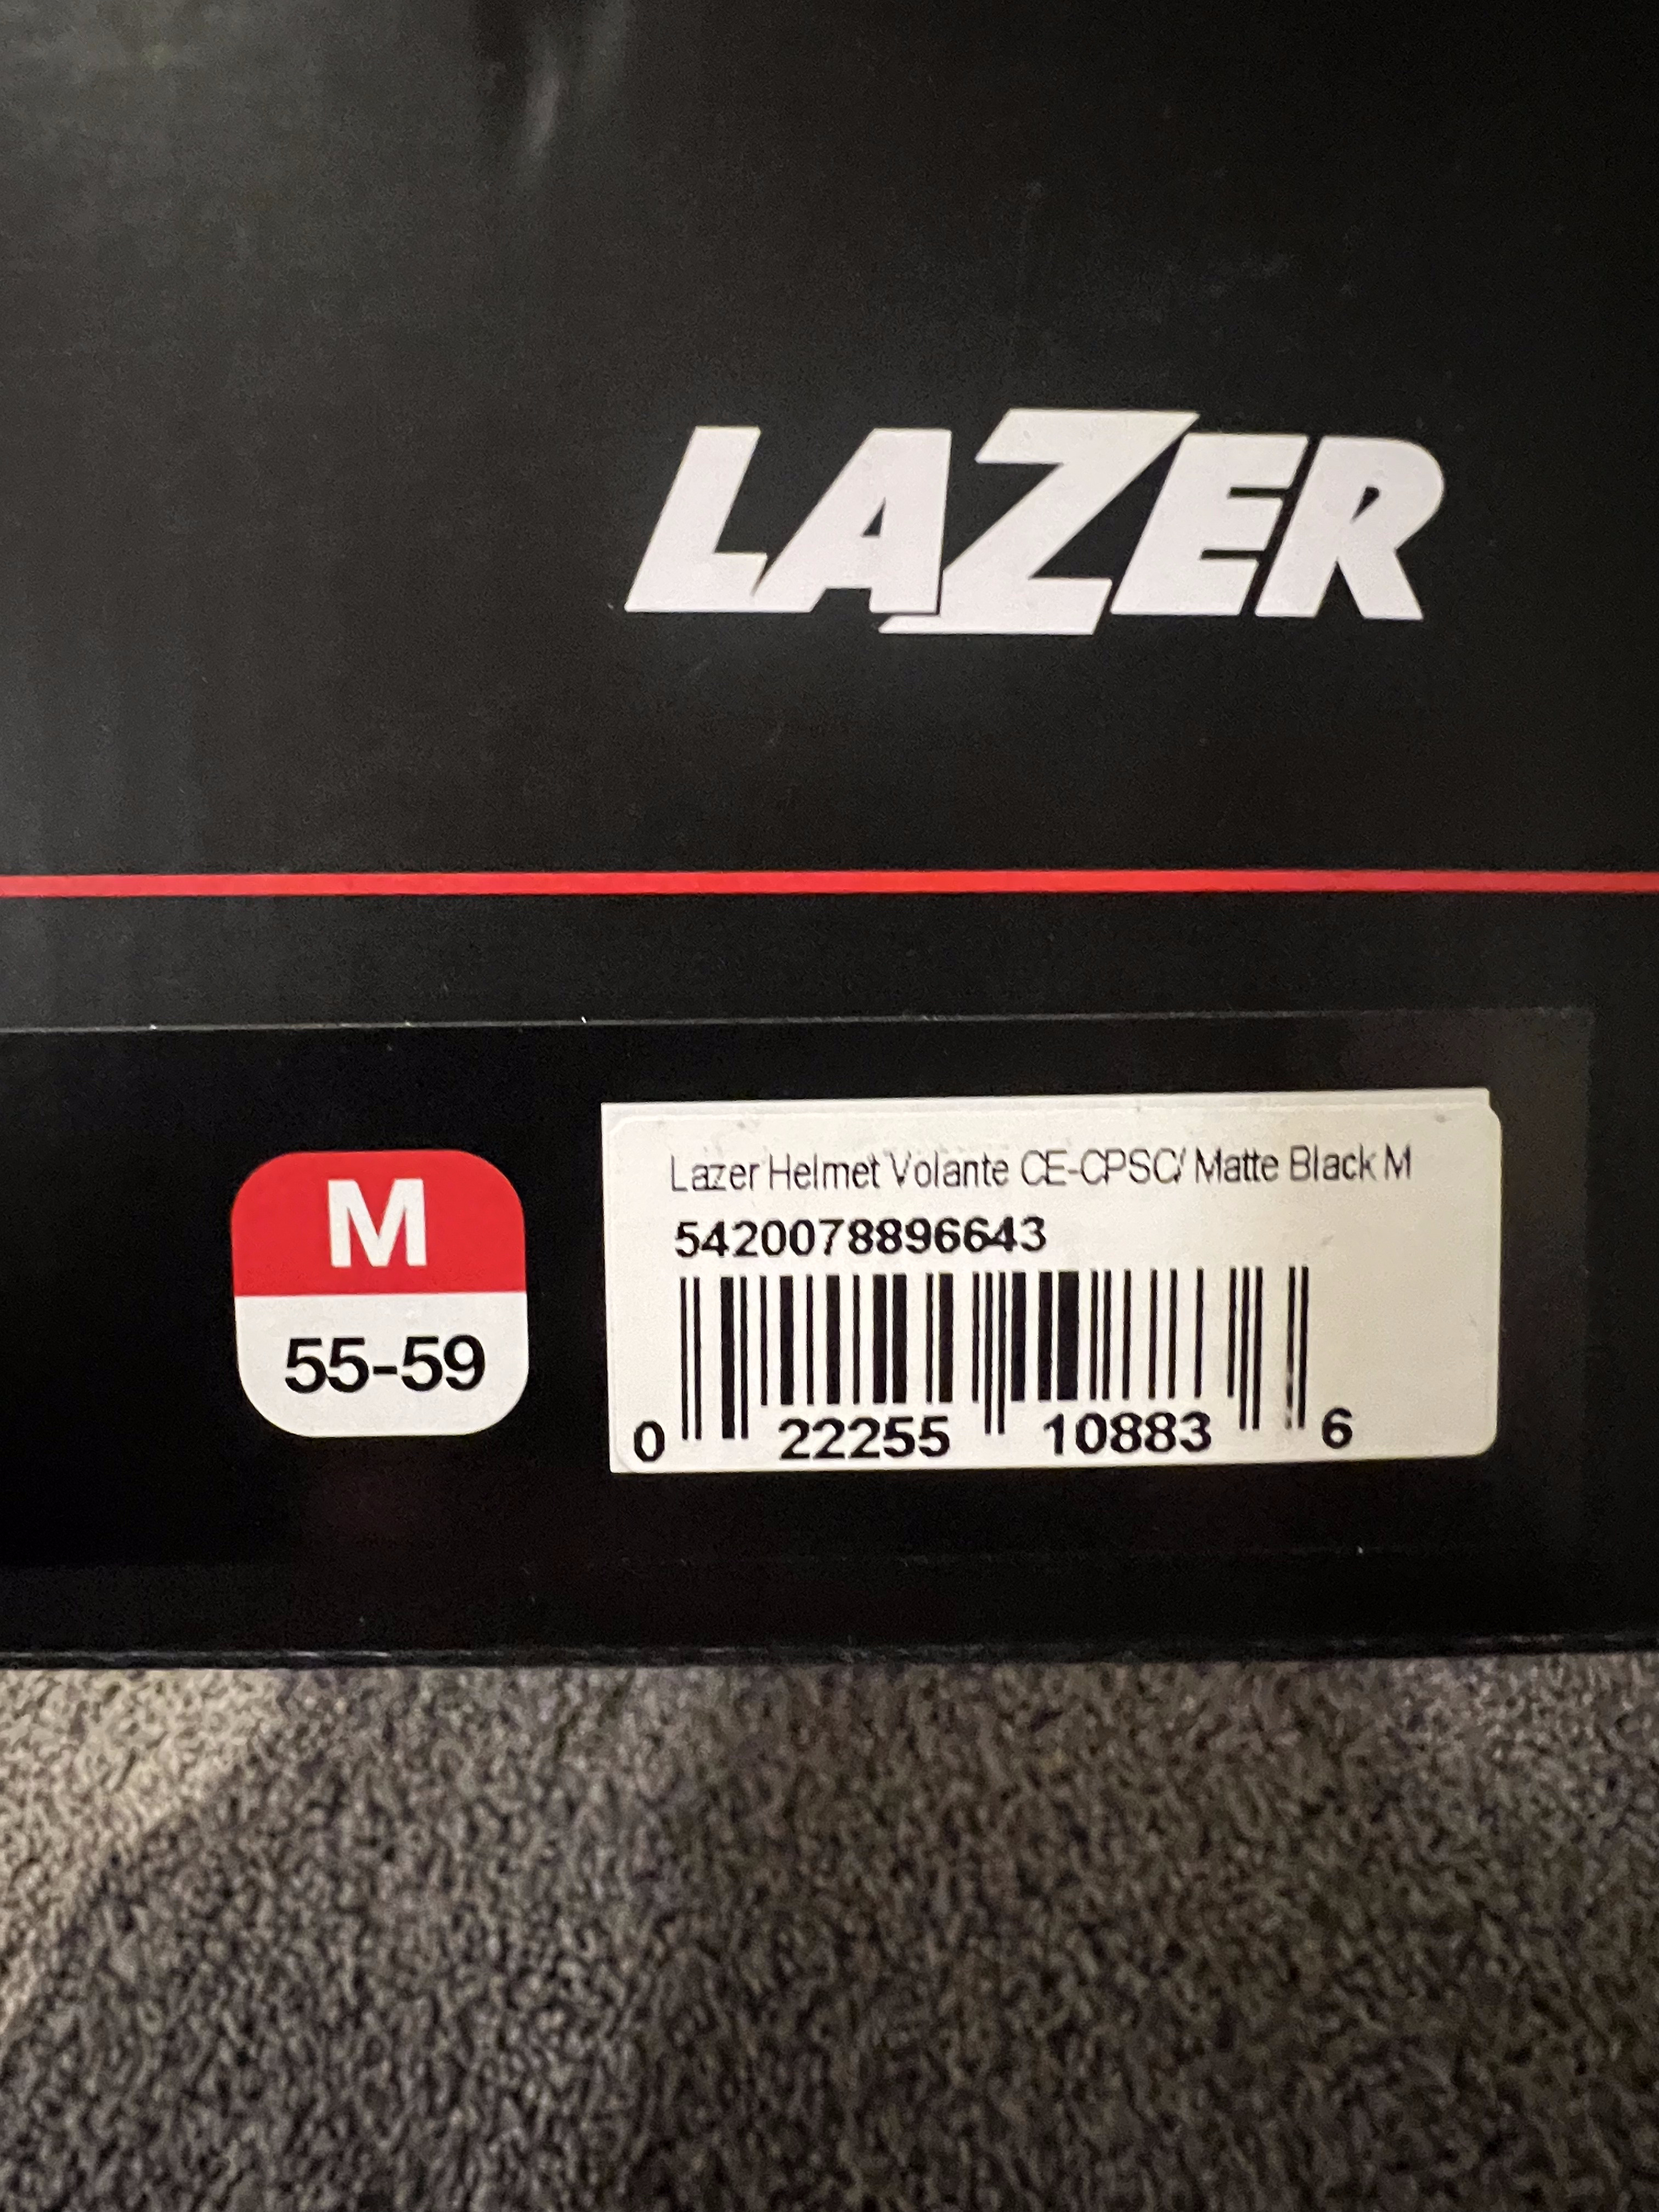 LAZER
M
55-59
Lazer Helmet Volante CE-CPSC/ Matte Black M
5420078896643
0 22255 10883 6